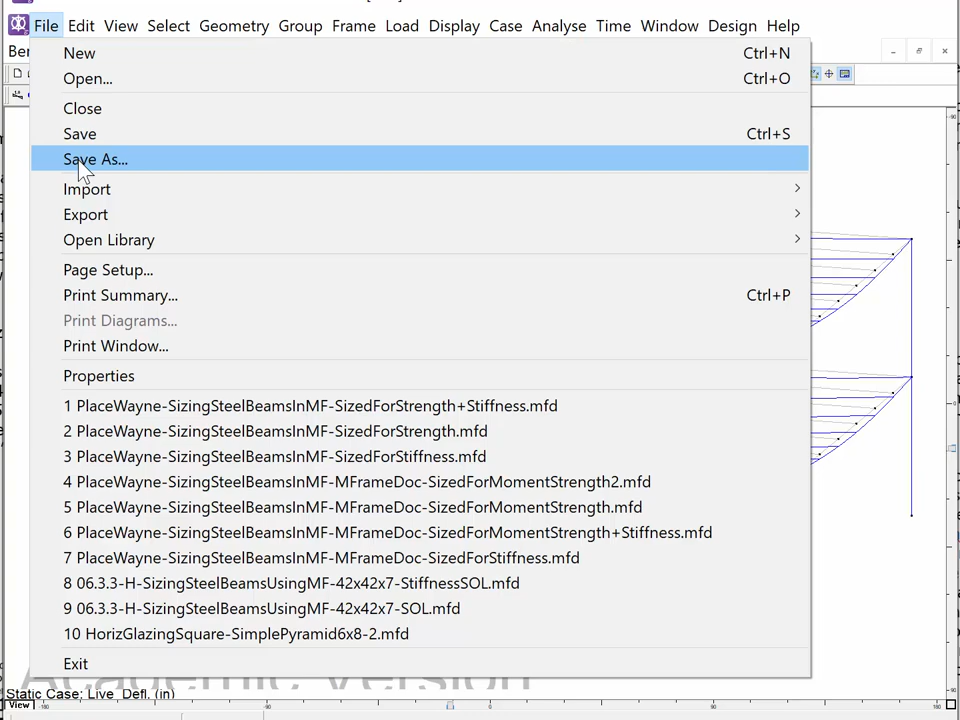 File Edit View Select Geometry Group Frame Load Display Case Analyse Time Window Design Help
Ber
New Ctrl+N
Open... Ctrl+O
Close
Save Ctrl+S
Save As...
Import
Export
Open Library
Page Setup...
Print Summary... Ctrl+P
Print Diagrams...
Print Window...
Properties
1 PlaceWayne-SizingSteelBeamsInMF-SizedForStrength+Stiffness.mfd
2 PlaceWayne-SizingSteelBeamsInMF-SizedForStrength.mfd
3 PlaceWayne-SizingSteelBeamsInMF-SizedForStiffness.mfd
4 PlaceWayne-SizingSteelBeamsInMF-MFrameDoc-SizedForMomentStrength2.mfd
5 PlaceWayne-SizingSteelBeamsInMF-MFrameDoc-SizedForMomentStrength.mfd
6 PlaceWayne-SizingSteelBeamsInMF-MFrameDoc-SizedForMomentStrength+Stiffness.mfd
7 PlaceWayne-SizingSteelBeamsInMF-MFrameDoc-SizedForStiffness.mfd
8 06.3.3-H-SizingSteelBeamsUsingMF-42x42x7-StiffnessSOL.mfd
9 06.3.3-H-SizingSteelBeamsUsingMF-42x42x7-SOL.mfd
10 HorizGlazingSquare-SimplePyramid6x8-2.mfd
Exit
Academic Version
Static Case: Live Defl. (in)
View